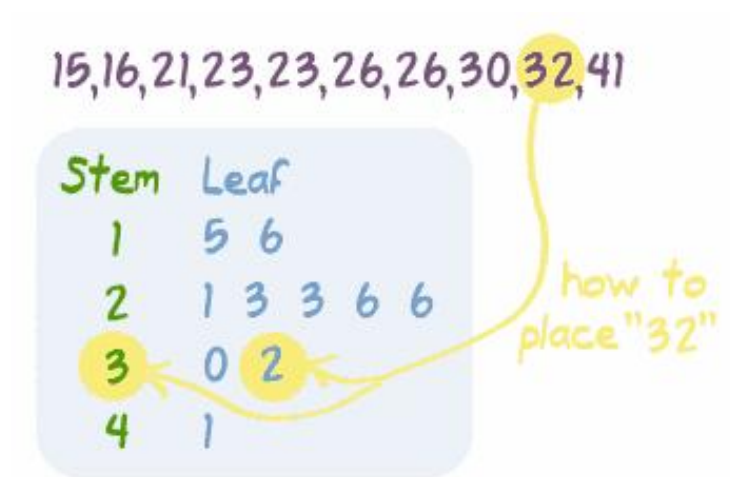 15,16,21,23,23,26,26,30,32,41
Stem Leaf
1 5 6
2 1 3 3 6 6
3 0 2
4 1
how to
place "32"